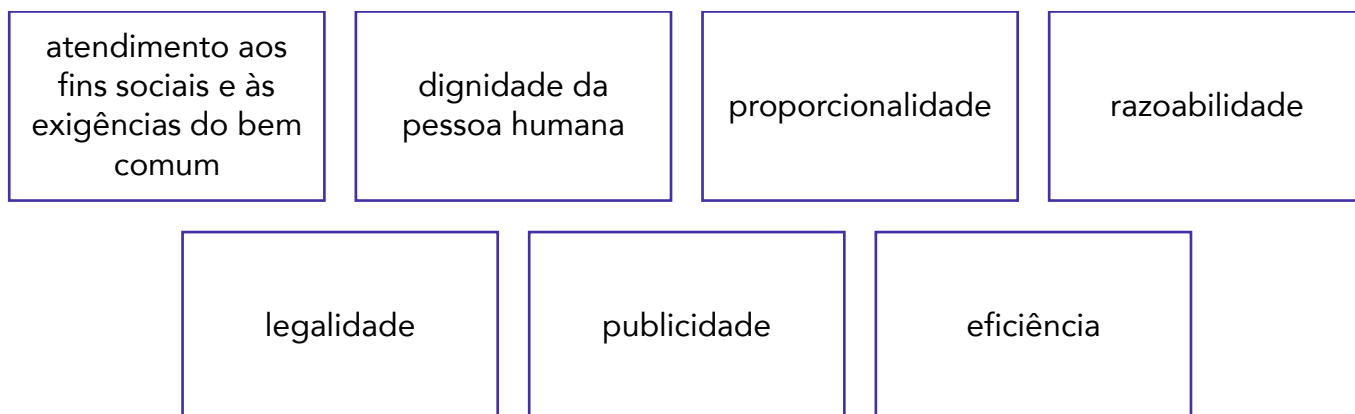 atendimento aos
fins sociais e às
exigências do bem
comum
dignidade da
pessoa humana
proporcionalidade
razoabilidade
legalidade
publicidade
eficiência